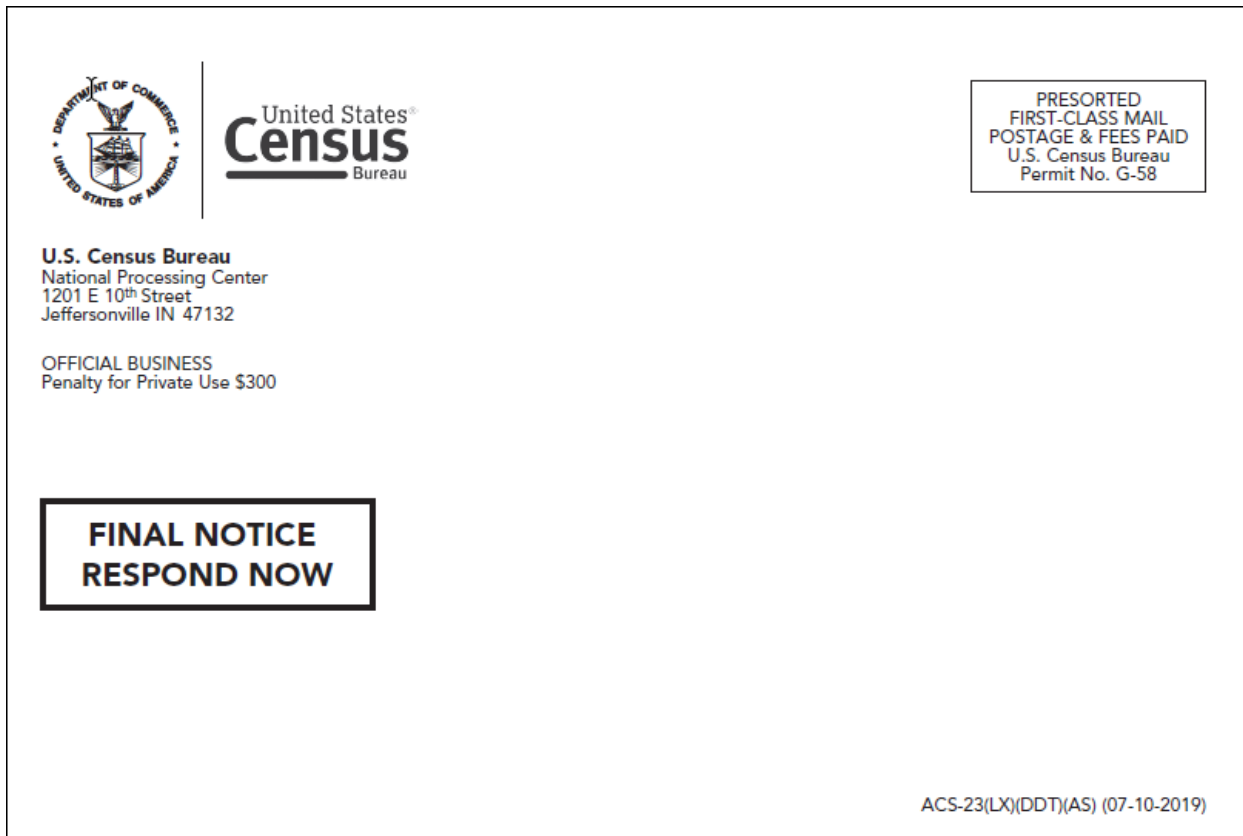 DEPARTMENT OF COMMERCE
UNITED STATES OF AMERICA
United States®
Census
Bureau
PRESORTED
FIRST-CLASS MAIL
POSTAGE & FEES PAID
U.S. Census Bureau
Permit No. G-58
U.S. Census Bureau
National Processing Center
1201 E 10th Street
Jeffersonville IN 47132
OFFICIAL BUSINESS
Penalty for Private Use $300
FINAL NOTICE
RESPOND NOW
ACS-23(LX)(DDT)(AS) (07-10-2019)